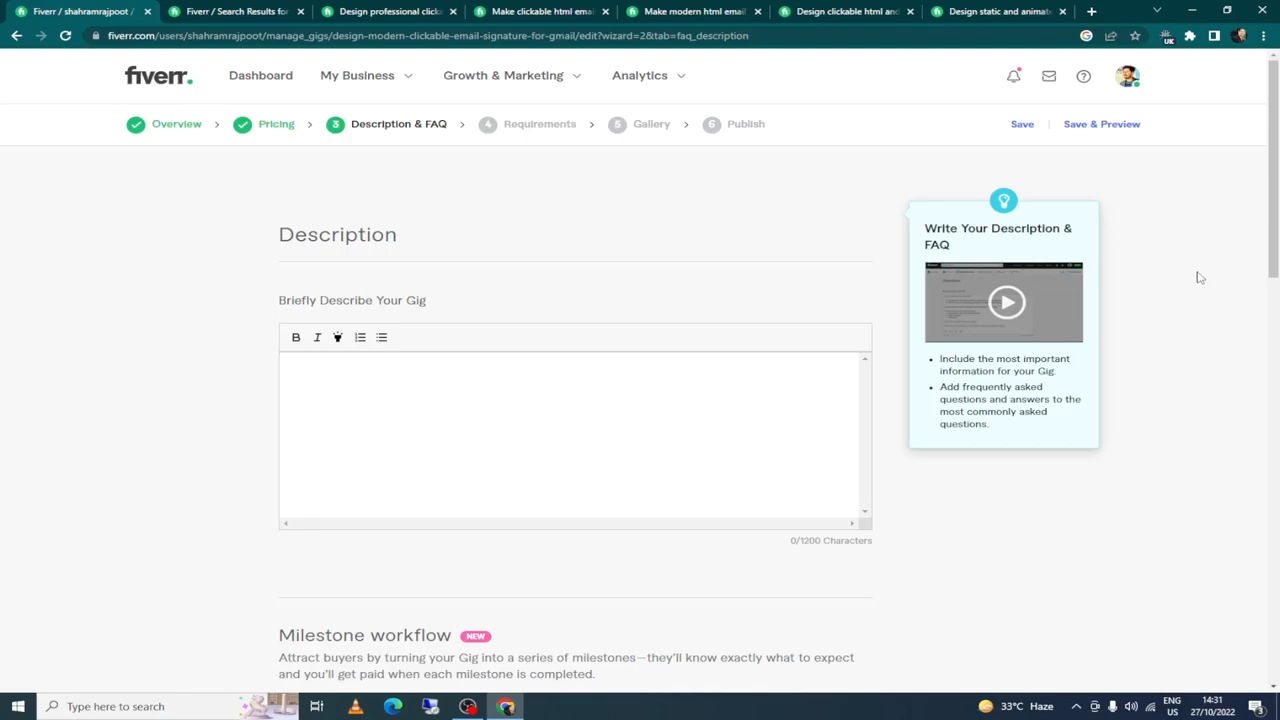 Fiverr / shahramrajpoot /
Fiverr / Search Results for
Design professional click
Make clickable html ema
Make modern html email
Design clickable html an
Design static and animat
fiverr.com/users/shahramrajpoot/manage_gigs/design-modern-clickable-email-signature-for-gmail/edit?wizard=2&tab=faq_description
UK
fiverr.
Dashboard
My Business
Growth & Marketing
Analytics
Overview
Pricing
3 Description & FAQ
4 Requirements
5 Gallery
6 Publish
Save
Save & Preview
Description
Briefly Describe Your Gig
B I
0/1200 Characters
Write Your Description &
FAQ
Include the most important
information for your Gig.
Add frequently asked
questions and answers to the
most commonly asked
questions.
Milestone workflow NEW
Attract buyers by turning your Gig into a series of milestones—they'll know exactly what to expect
and you'll get paid when each milestone is completed.
Type here to search
33°C Haze
ENG
US
14:31
27/10/2022